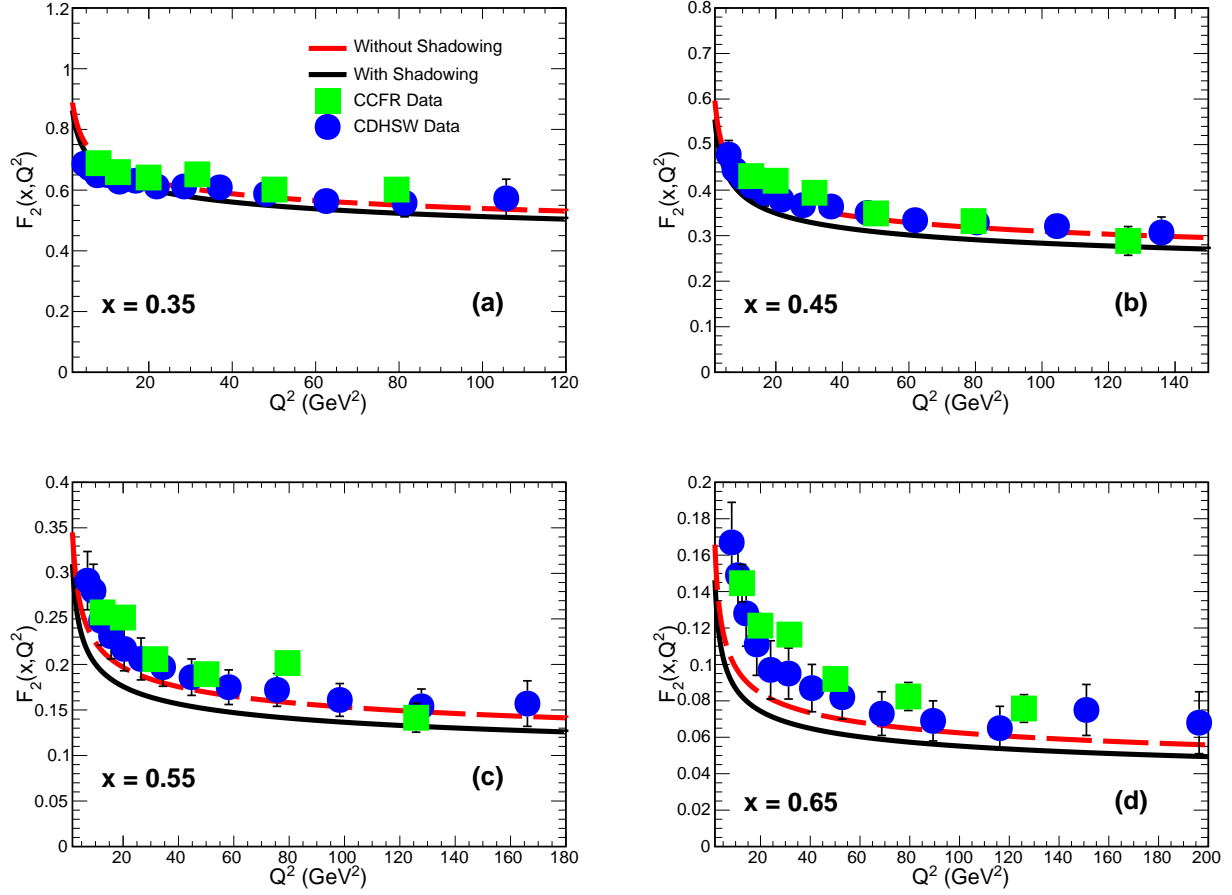 1.2
1
0.8
0.6
0.4
0.2
0
F₂(x,Q²)
Without Shadowing
With Shadowing
CCFR Data
CDHSW Data
x = 0.35
(a)
20 40 60 80 100 120
Q² (GeV²)
0.8
0.7
0.6
0.5
0.4
0.3
0.2
0.1
0
F₂(x,Q²)
x = 0.45
(b)
20 40 60 80 100 120 140
Q² (GeV²)
0.4
0.35
0.3
0.25
0.2
0.15
0.1
0.05
0
F₂(x,Q²)
x = 0.55
(c)
20 40 60 80 100 120 140 160 180
Q² (GeV²)
0.2
0.18
0.16
0.14
0.12
0.1
0.08
0.06
0.04
0.02
0
F₂(x,Q²)
x = 0.65
(d)
20 40 60 80 100 120 140 160 180 200
Q² (GeV²)